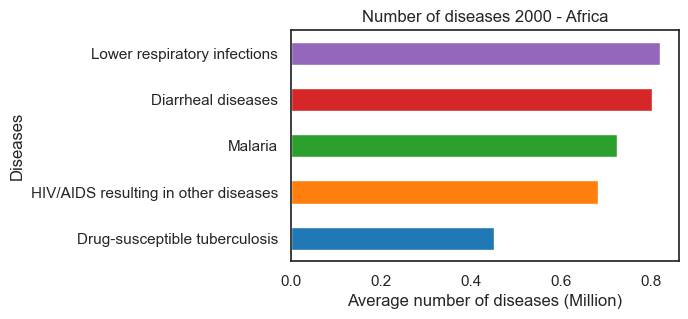 Number of diseases 2000 - Africa
Diseases
Lower respiratory infections
Diarrheal diseases
Malaria
HIV/AIDS resulting in other diseases
Drug-susceptible tuberculosis
0.0 0.2 0.4 0.6 0.8
Average number of diseases (Million)